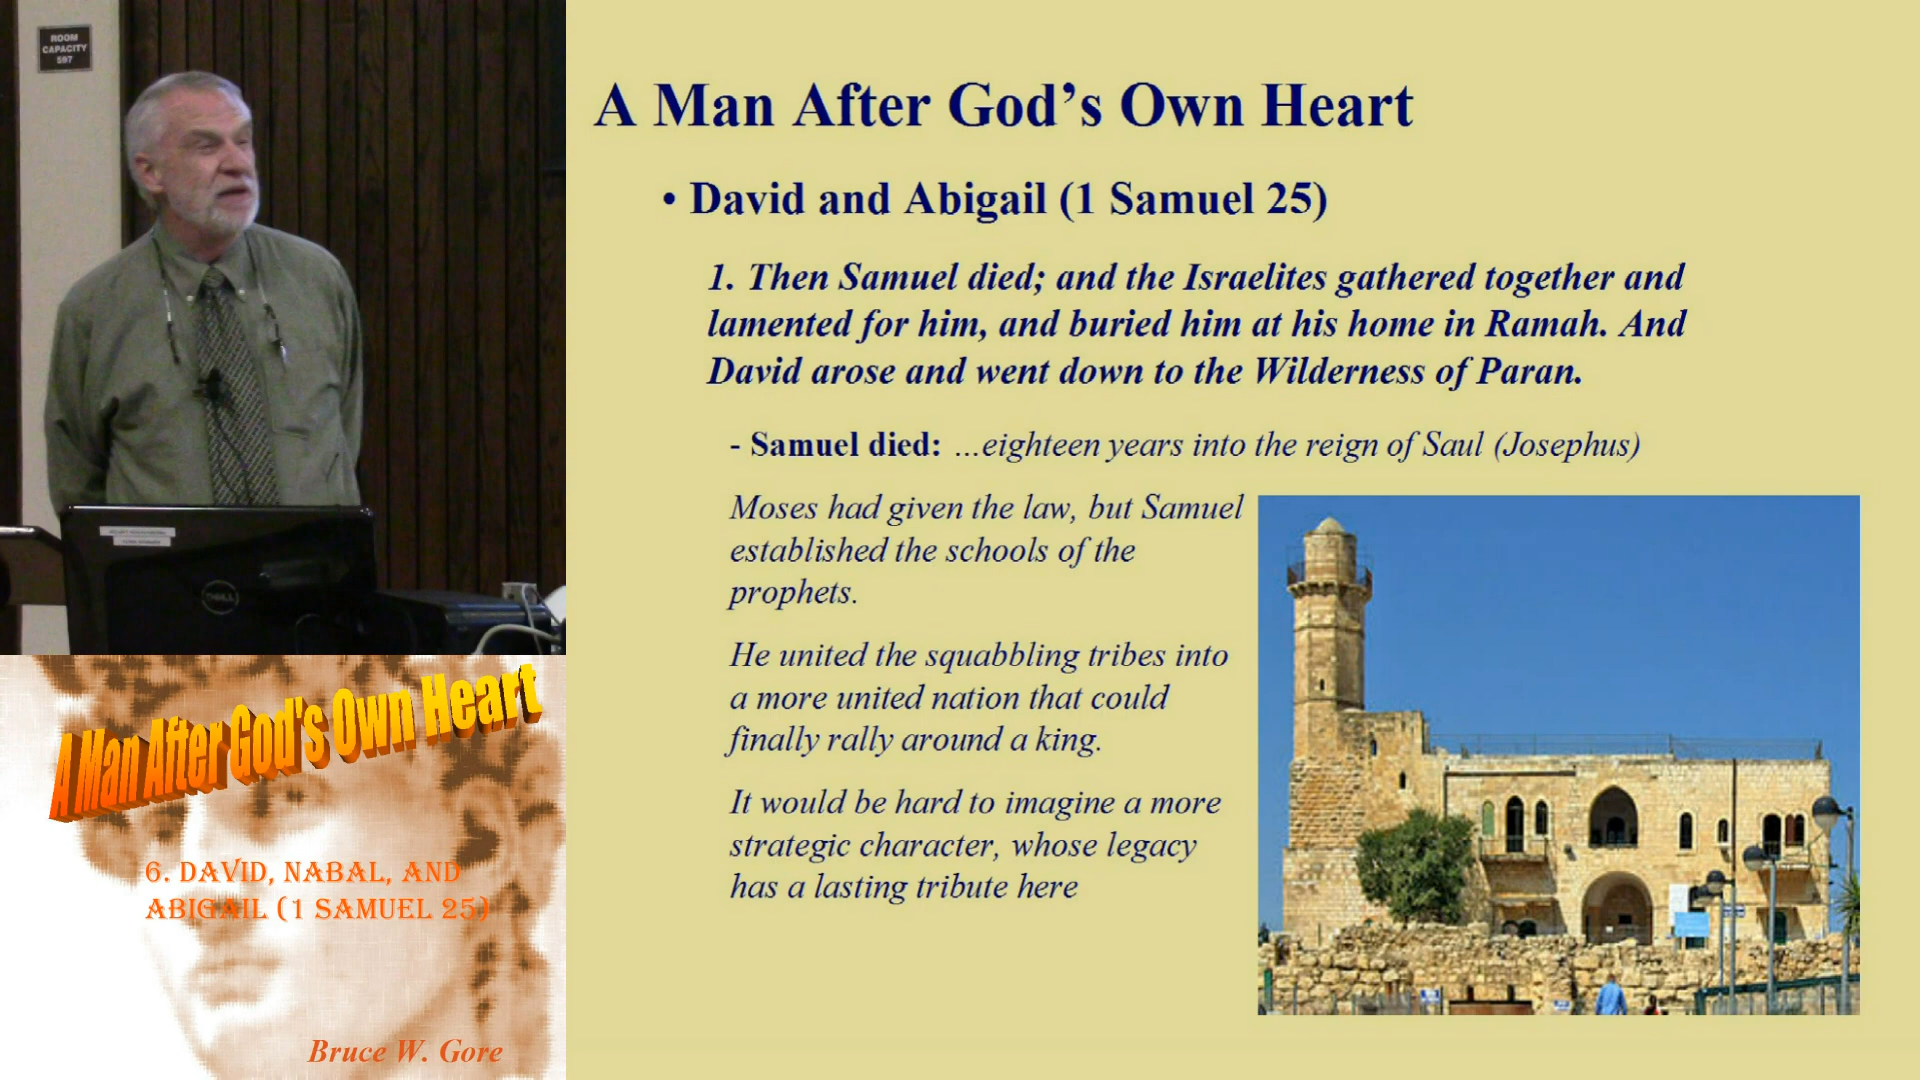 ROOM
CAPACITY
597
A Man After God's Own Heart
6. DAVID, NABAL, AND
ABIGAIL (1 SAMUEL 25)
Bruce W. Gore
DELL
A Man After God’s Own Heart
• David and Abigail (1 Samuel 25)
1. Then Samuel died; and the Israelites gathered together and
lamented for him, and buried him at his home in Ramah. And
David arose and went down to the Wilderness of Paran.
- Samuel died: ...eighteen years into the reign of Saul (Josephus)
Moses had given the law, but Samuel
established the schools of the
prophets.
He united the squabbling tribes into
a more united nation that could
finally rally around a king.
It would be hard to imagine a more
strategic character, whose legacy
has a lasting tribute here